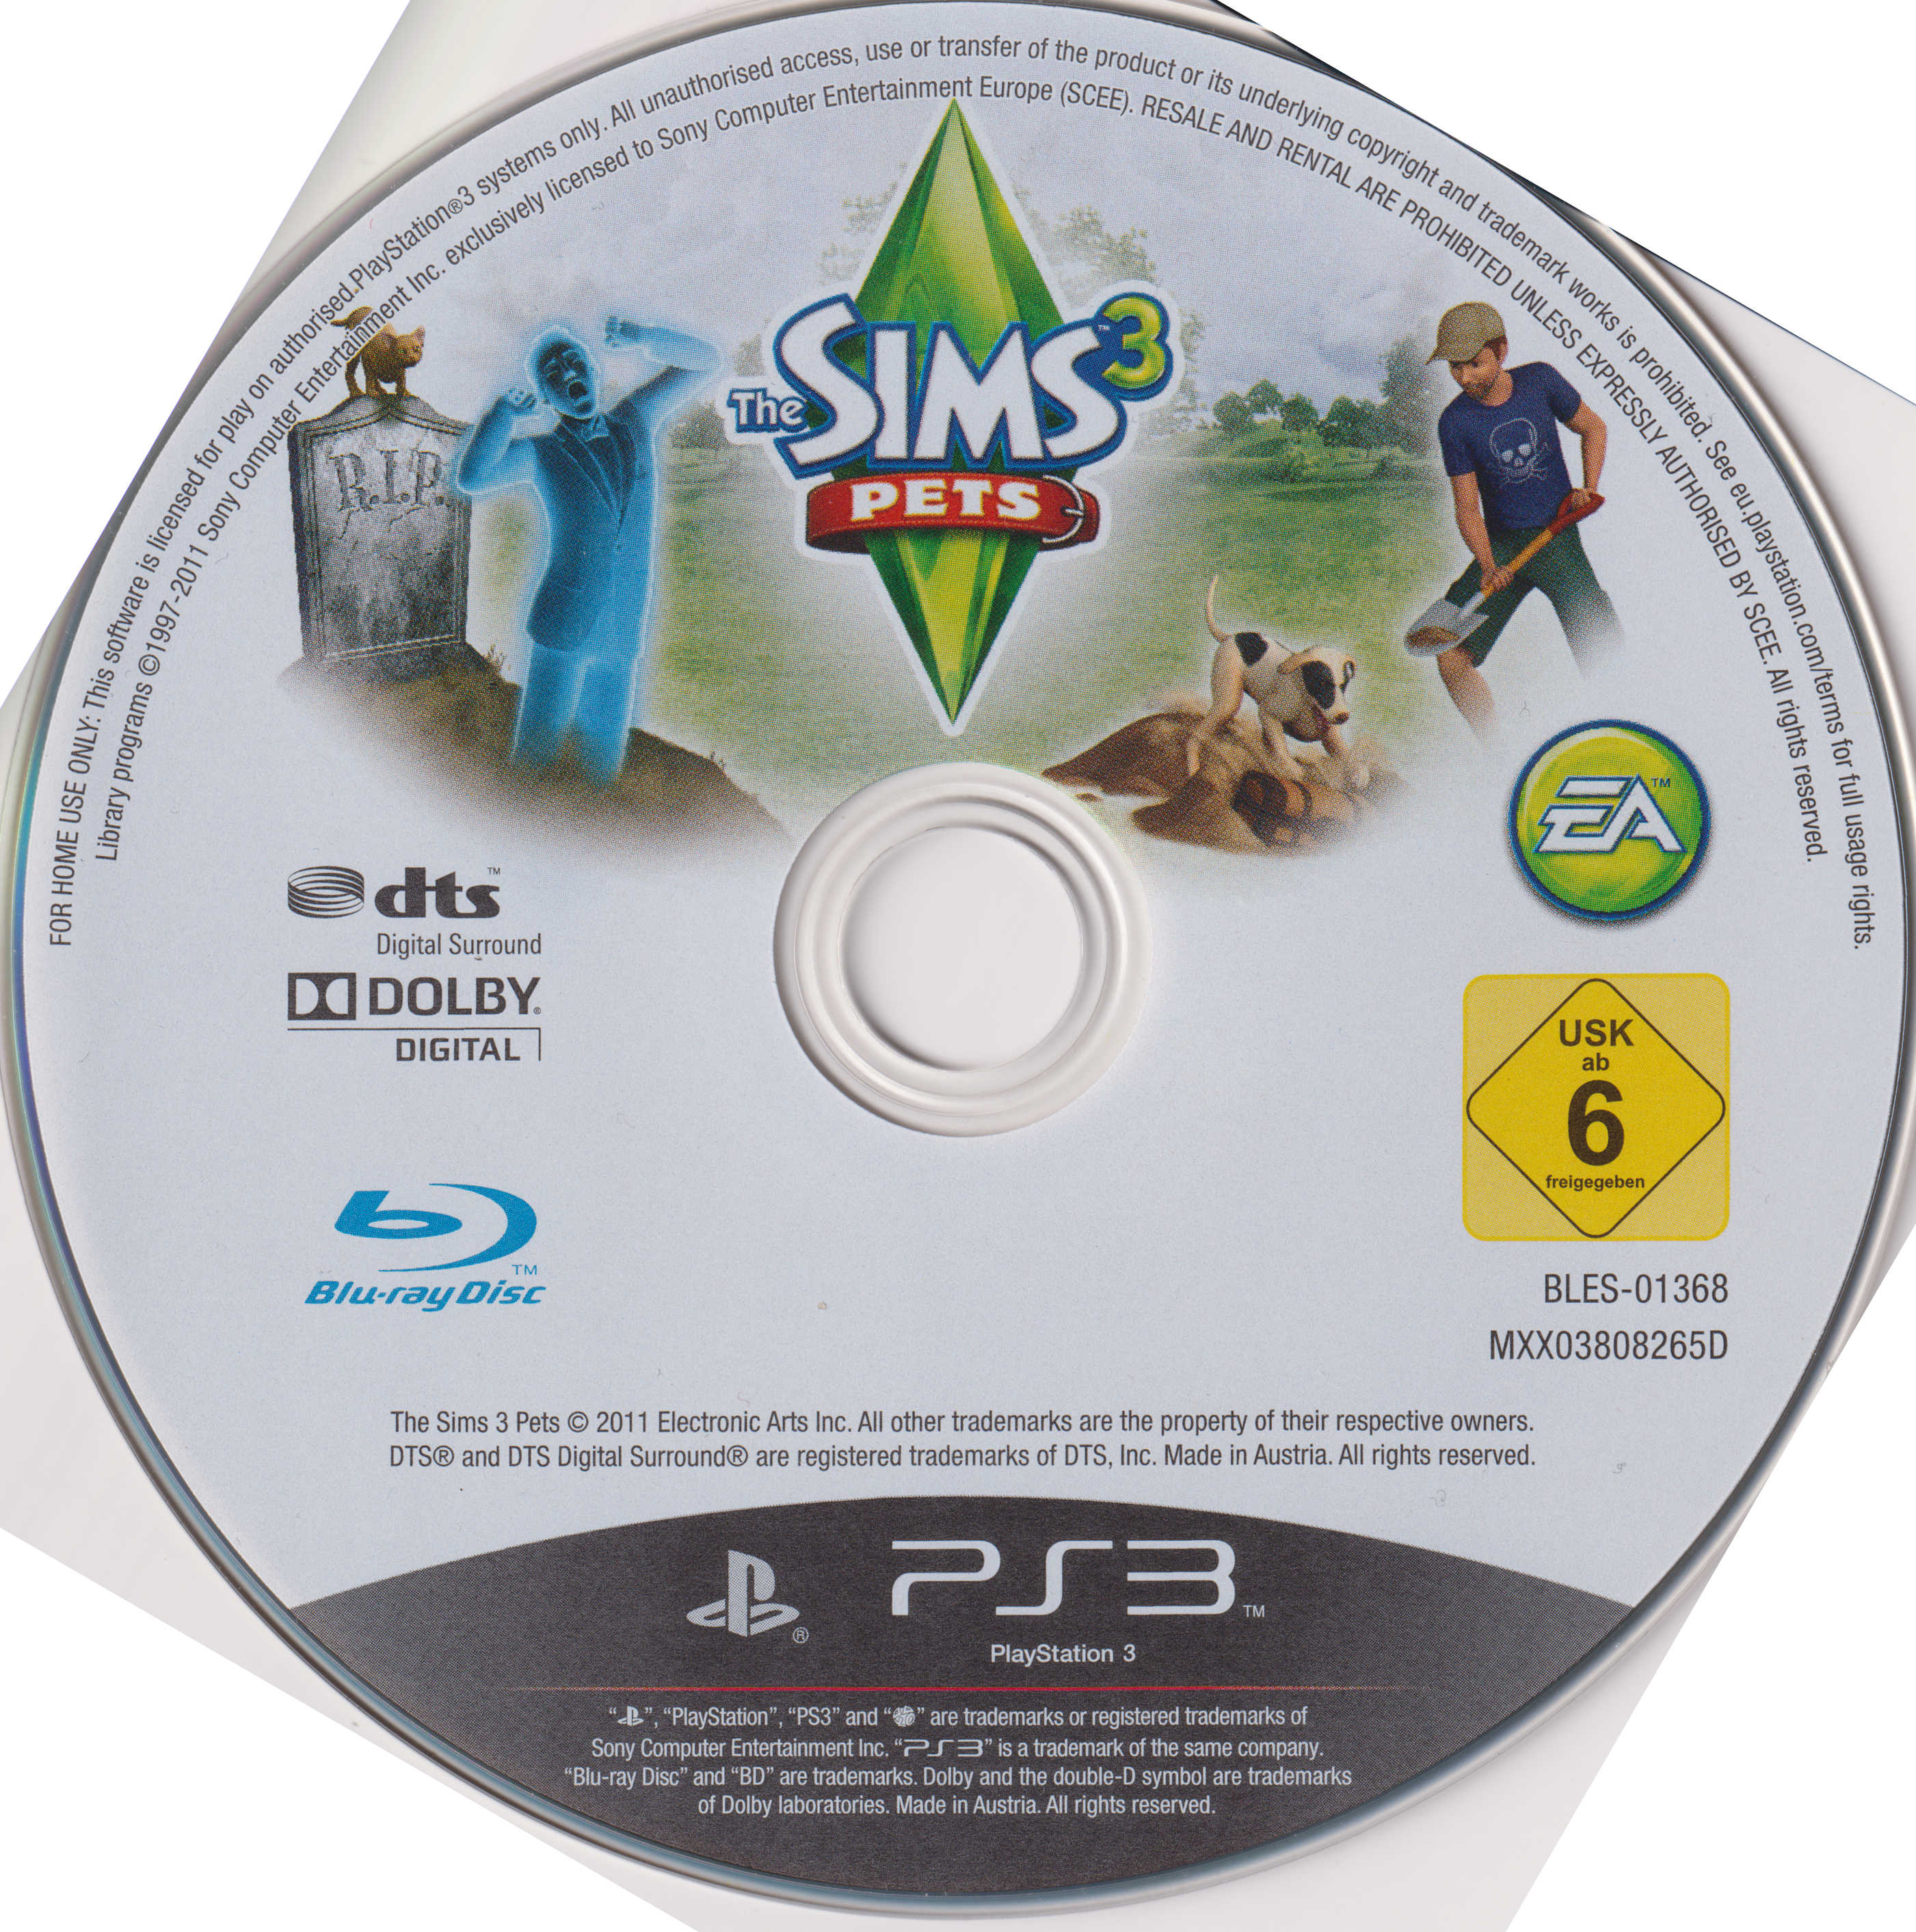 FOR HOME USE ONLY: This software is licensed for play on authorised PlayStation®3 systems only. All unauthorised access, use or transfer of the product or its underlying copyright and trademark works is prohibited. See eu.playstation.com/terms for full usage rights.
Library programs ©1997-2011 Sony Computer Entertainment Inc. exclusively licensed to Sony Computer Entertainment Europe (SCEE). RESALE AND RENTAL ARE PROHIBITED UNLESS EXPRESSLY AUTHORISED BY SCEE. All rights reserved.
The SIMS™ 3
PETS
R.I.P.
EA™
dts™
Digital Surround
DOLBY®
DIGITAL
USK
ab
6
freigegeben
Blu-ray Disc™
BLES-01368
MXX03808265D
The Sims 3 Pets © 2011 Electronic Arts Inc. All other trademarks are the property of their respective owners.
DTS® and DTS Digital Surround® are registered trademarks of DTS, Inc. Made in Austria. All rights reserved.
® PS3™
PlayStation 3
“ ”, “PlayStation”, “PS3” and “ ” are trademarks or registered trademarks of
Sony Computer Entertainment Inc. “PS3” is a trademark of the same company.
“Blu-ray Disc” and “BD” are trademarks. Dolby and the double-D symbol are trademarks
of Dolby laboratories. Made in Austria. All rights reserved.